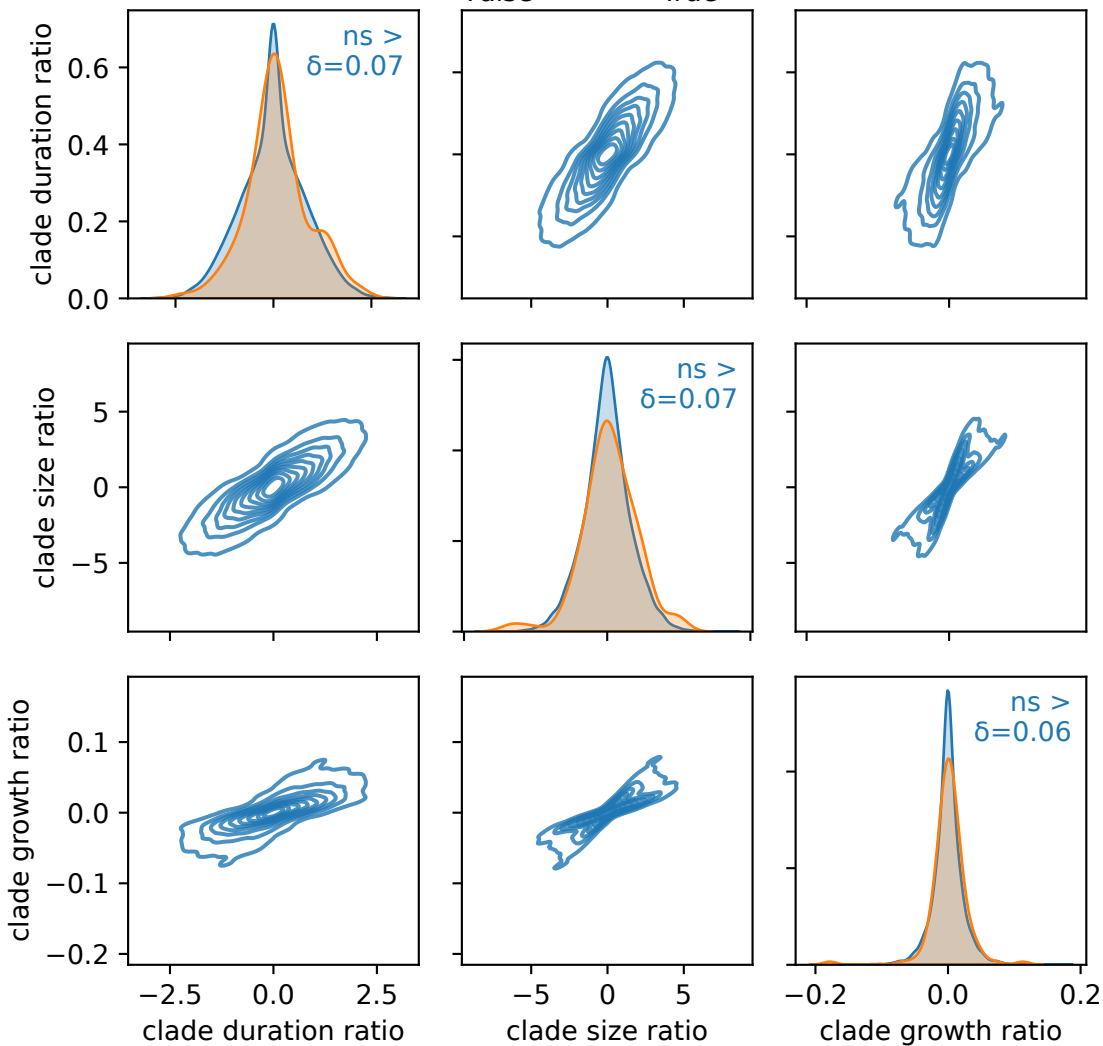 clade duration ratio
0.6
0.4
0.2
0.0
ns >
δ=0.07
clade size ratio
5
0
−5
ns >
δ=0.07
clade growth ratio
0.1
0.0
−0.1
−0.2
ns >
δ=0.06
−2.5 0.0 2.5
−5 0 5
−0.2 0.0 0.2
clade duration ratio
clade size ratio
clade growth ratio